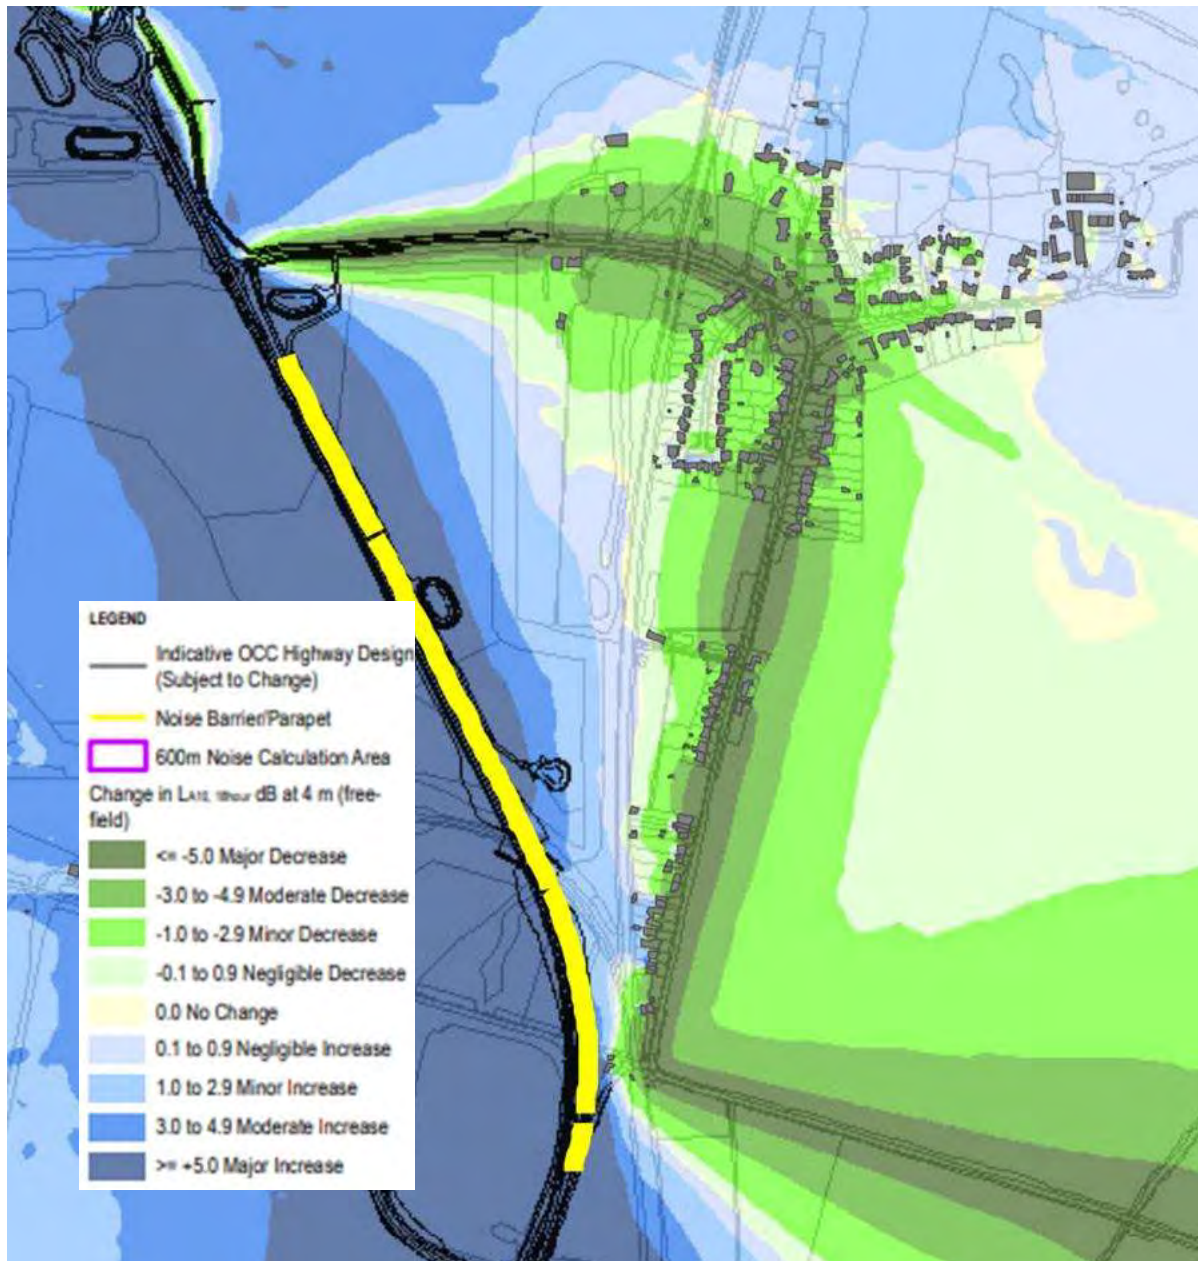 LEGEND
Indicative OCC Highway Design
(Subject to Change)
Noise Barrier/Parapet
600m Noise Calculation Area
Change in LA10, 18hour dB at 4 m (free-
field)
<= -5.0 Major Decrease
-3.0 to -4.9 Moderate Decrease
-1.0 to -2.9 Minor Decrease
-0.1 to 0.9 Negligible Decrease
0.0 No Change
0.1 to 0.9 Negligible Increase
1.0 to 2.9 Minor Increase
3.0 to 4.9 Moderate Increase
>= +5.0 Major Increase